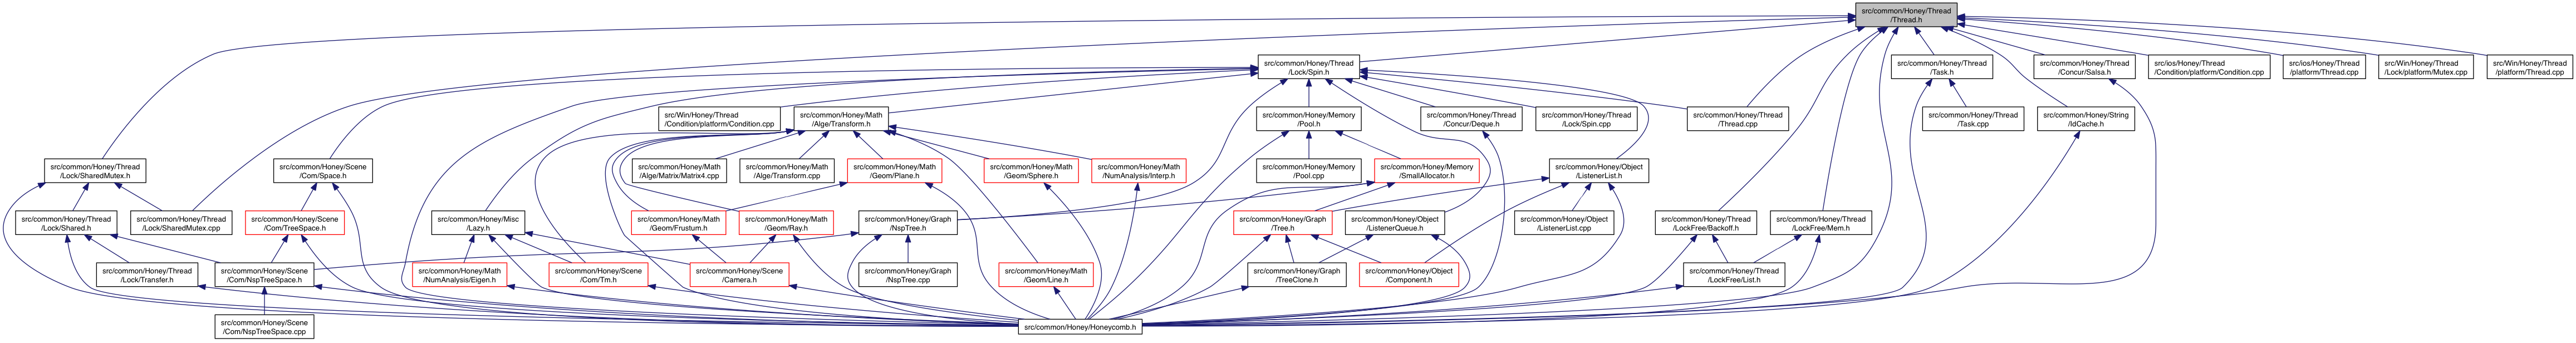 src/common/Honey/Thread
/Thread.h
src/common/Honey/Thread
/Lock/Spin.h
src/common/Honey/Thread
/Task.h
src/common/Honey/Thread
/Concur/Salsa.h
src/ios/Honey/Thread
/Condition/platform/Condition.cpp
src/ios/Honey/Thread
/platform/Thread.cpp
src/Win/Honey/Thread
/Lock/platform/Mutex.cpp
src/Win/Honey/Thread
/platform/Thread.cpp
src/Win/Honey/Thread
/Condition/platform/Condition.cpp
src/common/Honey/Math
/Alge/Transform.h
src/common/Honey/Memory
/Pool.h
src/common/Honey/Thread
/Concur/Deque.h
src/common/Honey/Thread
/Lock/Spin.cpp
src/common/Honey/Thread
/Thread.cpp
src/common/Honey/Thread
/Task.cpp
src/common/Honey/String
/IdCache.h
src/common/Honey/Thread
/Lock/SharedMutex.h
src/common/Honey/Scene
/Com/Space.h
src/common/Honey/Math
/Alge/Matrix/Matrix4.cpp
src/common/Honey/Math
/Alge/Transform.cpp
src/common/Honey/Math
/Geom/Plane.h
src/common/Honey/Math
/Geom/Sphere.h
src/common/Honey/Math
/NumAnalysis/Interp.h
src/common/Honey/Memory
/Pool.cpp
src/common/Honey/Memory
/SmallAllocator.h
src/common/Honey/Object
/ListenerList.h
src/common/Honey/Thread
/Lock/Shared.h
src/common/Honey/Thread
/Lock/SharedMutex.cpp
src/common/Honey/Scene
/Com/TreeSpace.h
src/common/Honey/Misc
/Lazy.h
src/common/Honey/Math
/Geom/Frustum.h
src/common/Honey/Math
/Geom/Ray.h
src/common/Honey/Graph
/NspTree.h
src/common/Honey/Graph
/Tree.h
src/common/Honey/Object
/ListenerQueue.h
src/common/Honey/Object
/ListenerList.cpp
src/common/Honey/Thread
/LockFree/Backoff.h
src/common/Honey/Thread
/LockFree/Mem.h
src/common/Honey/Thread
/Lock/Transfer.h
src/common/Honey/Scene
/Com/NspTreeSpace.h
src/common/Honey/Math
/NumAnalysis/Eigen.h
src/common/Honey/Scene
/Com/Tm.h
src/common/Honey/Scene
/Camera.h
src/common/Honey/Graph
/NspTree.cpp
src/common/Honey/Math
/Geom/Line.h
src/common/Honey/Graph
/TreeClone.h
src/common/Honey/Object
/Component.h
src/common/Honey/Thread
/LockFree/List.h
src/common/Honey/Scene
/Com/NspTreeSpace.cpp
src/common/Honey/Honeycomb.h